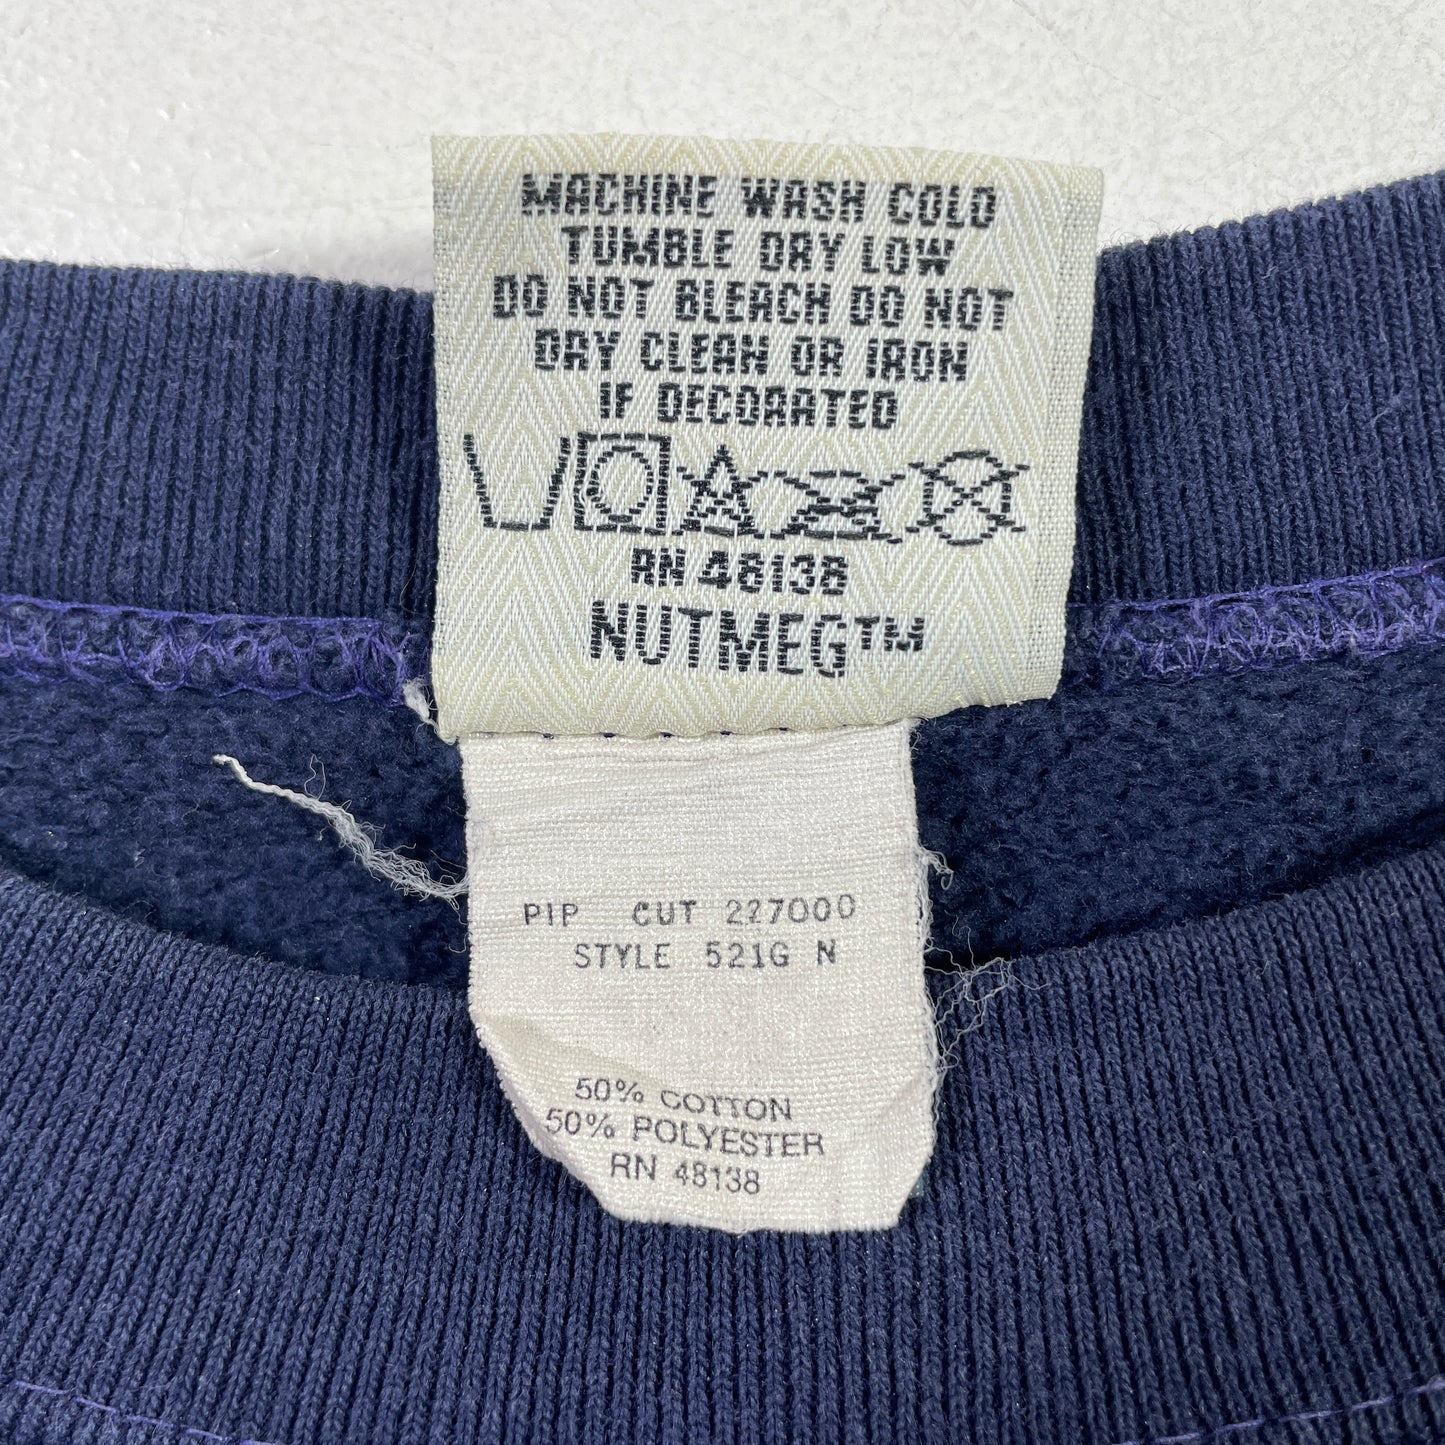 MACHINE WASH COLD
TUMBLE DRY LOW
DO NOT BLEACH DO NOT
DRY CLEAN OR IRON
IF DECORATED
RN 48138
NUTMEG™
PIP CUT 227000
STYLE 521G N
50% COTTON
50% POLYESTER
RN 48138